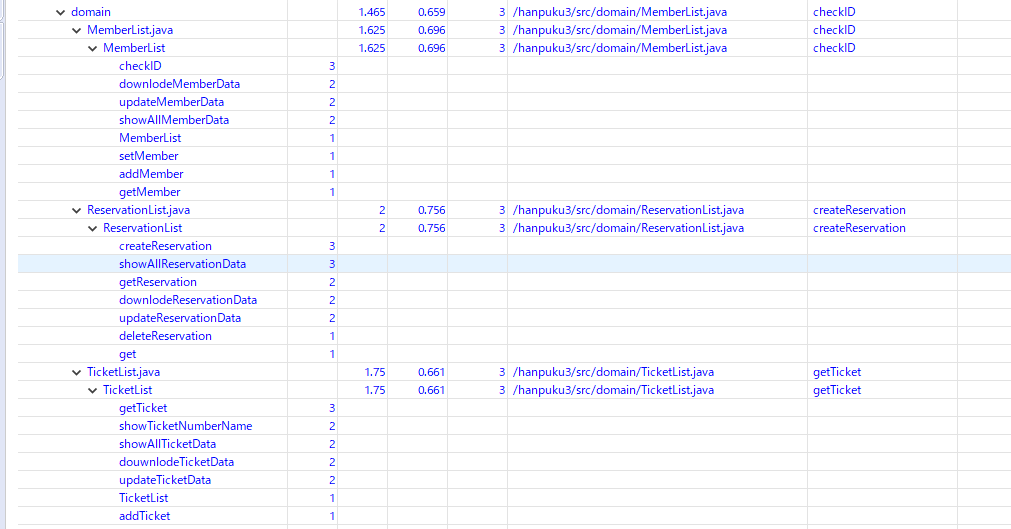 domain 1.465 0.659 3 /hanpuku3/src/domain/MemberList.java checkID
MemberList.java 1.625 0.696 3 /hanpuku3/src/domain/MemberList.java checkID
MemberList 1.625 0.696 3 /hanpuku3/src/domain/MemberList.java checkID
checkID 3
downlodeMemberData 2
updateMemberData 2
showAllMemberData 2
MemberList 1
setMember 1
addMember 1
getMember 1
ReservationList.java 2 0.756 3 /hanpuku3/src/domain/ReservationList.java createReservation
ReservationList 2 0.756 3 /hanpuku3/src/domain/ReservationList.java createReservation
createReservation 3
showAllReservationData 3
getReservation 2
downlodeReservationData 2
updateReservationData 2
deleteReservation 1
get 1
TicketList.java 1.75 0.661 3 /hanpuku3/src/domain/TicketList.java getTicket
TicketList 1.75 0.661 3 /hanpuku3/src/domain/TicketList.java getTicket
getTicket 3
showTicketNumberName 2
showAllTicketData 2
douwnlodeTicketData 2
updateTicketData 2
TicketList 1
addTicket 1